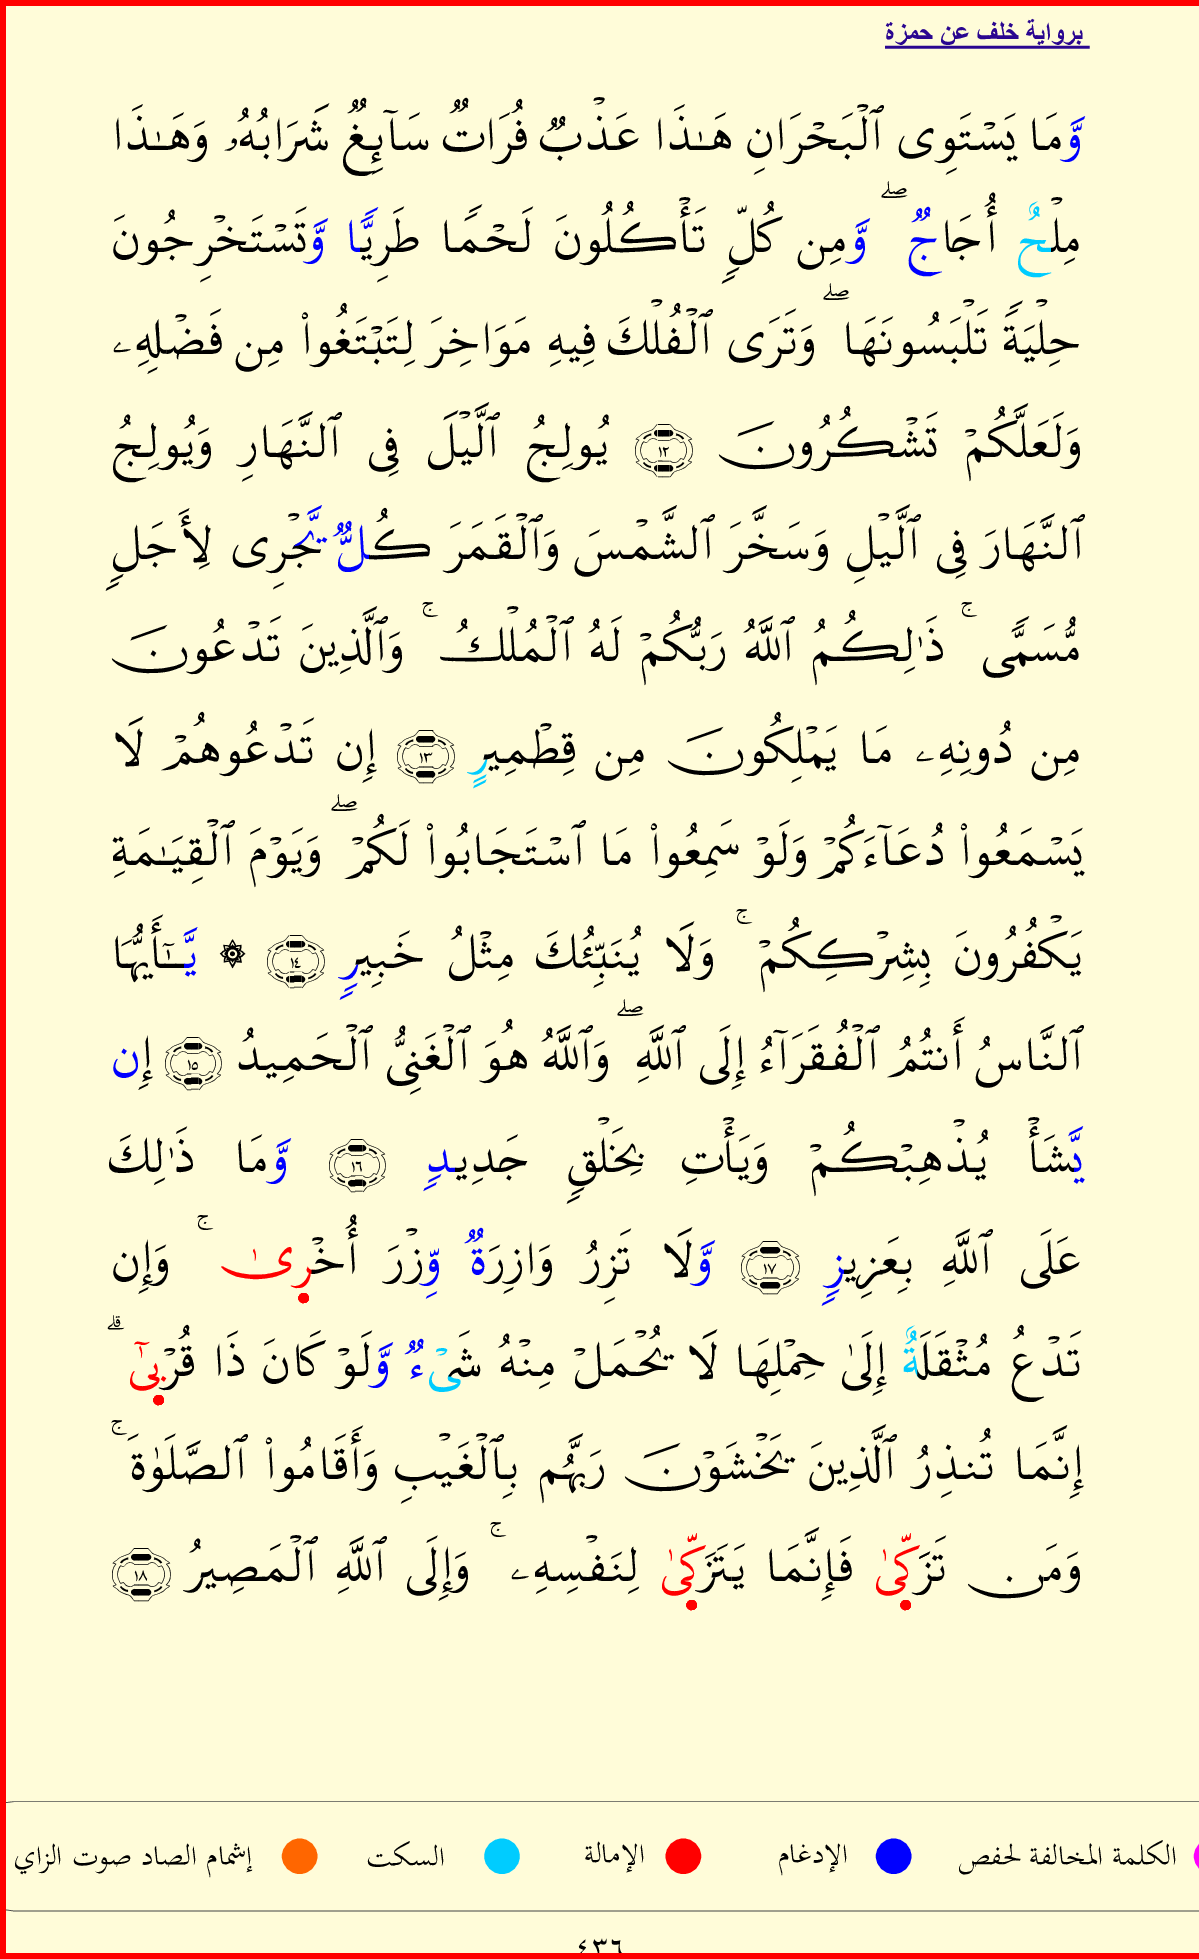 برواية خلف عن حمزة
وَّمَا يَسْتَوِى ٱلْبَحْرَانِ هَـٰذَا عَذْبٌ فُرَاتٌ سَآئِغٌ شَرَابُهُۥ وَهَـٰذَا
مِلْحٌ أُجَاجٌ ۖ وَّمِن كُلٍّ تَأْكُلُونَ لَحْمًا طَرِيًّا وَّتَسْتَخْرِجُونَ
حِلْيَةً تَلْبَسُونَهَا ۖ وَتَرَى ٱلْفُلْكَ فِيهِ مَوَاخِرَ لِتَبْتَغُوا۟ مِن فَضْلِهِۦ
وَلَعَلَّكُمْ تَشْكُرُونَ ١٢ يُولِجُ ٱلَّيْلَ فِى ٱلنَّهَارِ وَيُولِجُ
ٱلنَّهَارَ فِى ٱلَّيْلِ وَسَخَّرَ ٱلشَّمْسَ وَٱلْقَمَرَ كُلٌّ يَّجْرِى لِأَجَلٍ
مُّسَمًّى ۚ ذَٰلِكُمُ ٱللَّهُ رَبُّكُمْ لَهُ ٱلْمُلْكُ ۚ وَٱلَّذِينَ تَدْعُونَ
مِن دُونِهِۦ مَا يَمْلِكُونَ مِن قِطْمِيرٍ ١٣ إِن تَدْعُوهُمْ لَا
يَسْمَعُوا۟ دُعَآءَكُمْ وَلَوْ سَمِعُوا۟ مَا ٱسْتَجَابُوا۟ لَكُمْ ۖ وَيَوْمَ ٱلْقِيَـٰمَةِ
يَكْفُرُونَ بِشِرْكِكُمْ ۚ وَلَا يُنَبِّئُكَ مِثْلُ خَبِيرٍ ١٤ ۞ يَّـٰٓأَيُّهَا
ٱلنَّاسُ أَنتُمُ ٱلْفُقَرَآءُ إِلَى ٱللَّهِ ۖ وَٱللَّهُ هُوَ ٱلْغَنِىُّ ٱلْحَمِيدُ ١٥ إِن
يَّشَأْ يُذْهِبْكُمْ وَيَأْتِ بِخَلْقٍ جَدِيدٍ ١٦ وَّمَا ذَٰلِكَ
عَلَى ٱللَّهِ بِعَزِيزٍ ١٧ وَّلَا تَزِرُ وَازِرَةٌ وِّزْرَ أُخْرِىٰ ۚ وَإِن
تَدْعُ مُثْقَلَةٌ إِلَىٰ حِمْلِهَا لَا يُحْمَلْ مِنْهُ شَىْءٌ وَّلَوْ كَانَ ذَا قُرْبِىٰٓ ۗ
إِنَّمَا تُنذِرُ ٱلَّذِينَ يَخْشَوْنَ رَبَّهُم بِٱلْغَيْبِ وَأَقَامُوا۟ ٱلصَّلَوٰةَ ۚ
وَمَن تَزَكِّىٰ فَإِنَّمَا يَتَزَكِّىٰ لِنَفْسِهِۦ ۚ وَإِلَى ٱللَّهِ ٱلْمَصِيرُ ١٨
الكلمة المخالفة لحفص الإدغام الإمالة السكت إشمام الصاد صوت الزاي
٤٣٦